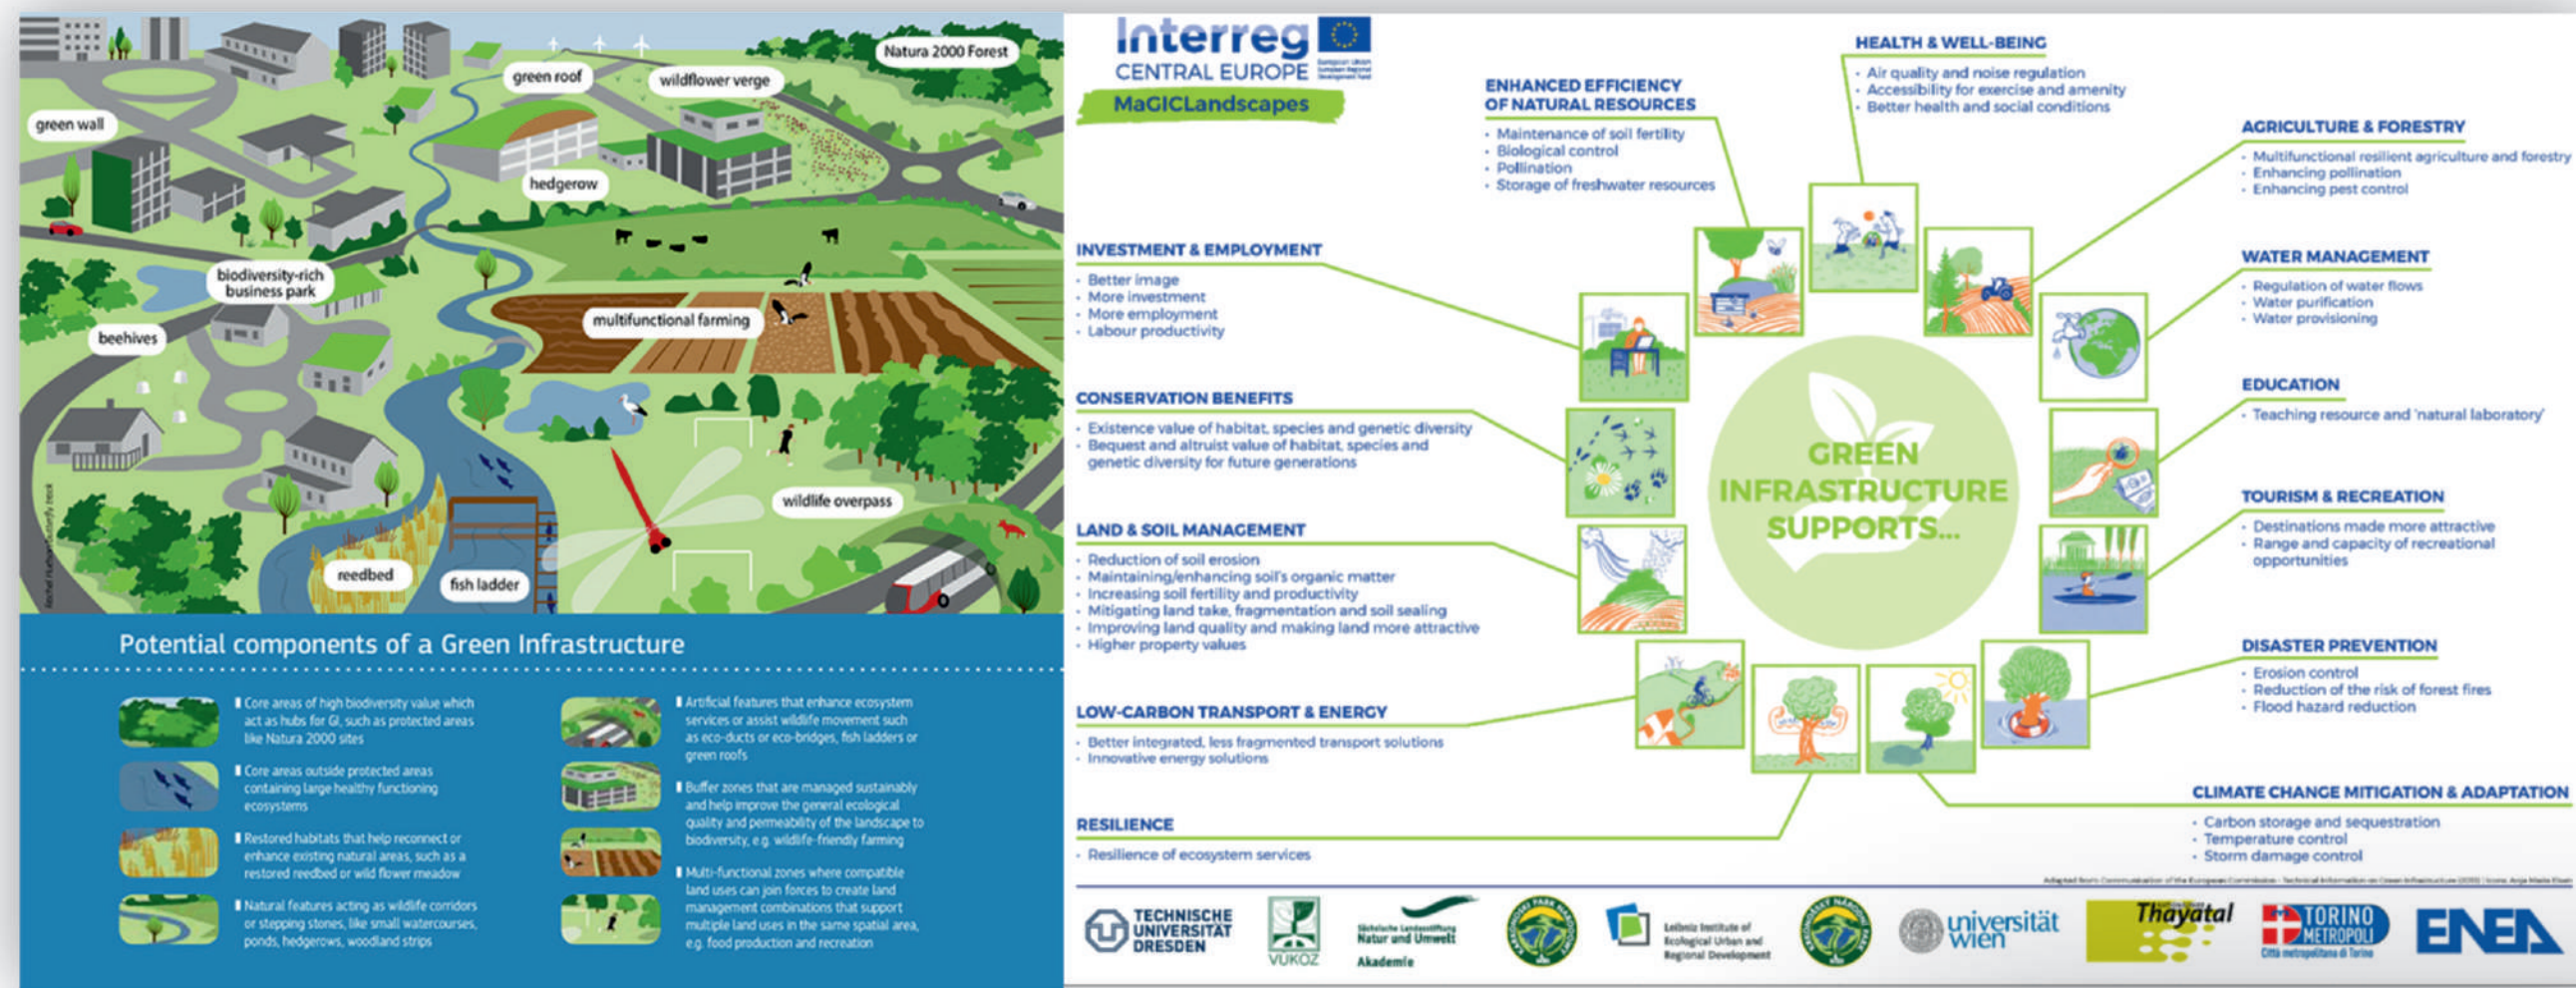 Natura 2000 Forest
green roof
wildflower verge
green wall
hedgerow
biodiversity-rich
business park
multifunctional farming
beehives
wildlife overpass
reedbed
fish ladder
Potential components of a Green Infrastructure
Core areas of high biodiversity value which
act as hubs for GI, such as protected areas
like Natura 2000 sites
Core areas outside protected areas
containing large healthy functioning
ecosystems
Restored habitats that help reconnect or
enhance existing natural areas, such as a
restored reedbed or wild flower meadow
Natural features acting as wildlife corridors
or stepping stones, like small watercourses,
ponds, hedgerows, woodland strips
Artificial features that enhance ecosystem
services or assist wildlife movement such
as eco-ducts or eco-bridges, fish ladders or
green roofs
Buffer zones that are managed sustainably
and help improve the general ecological
quality and permeability of the landscape to
biodiversity, e.g. wildlife-friendly farming
Multi-functional zones where compatible
land uses can join forces to create land
management combinations that support
multiple land uses in the same spatial area,
e.g. food production and recreation
Interreg
CENTRAL EUROPE
European Union
European Regional
Development Fund
MaGICLandscapes
GREEN
INFRASTRUCTURE
SUPPORTS...
HEALTH & WELL-BEING
• Air quality and noise regulation
• Accessibility for exercise and amenity
• Better health and social conditions
ENHANCED EFFICIENCY
OF NATURAL RESOURCES
• Maintenance of soil fertility
• Biological control
• Pollination
• Storage of freshwater resources
AGRICULTURE & FORESTRY
• Multifunctional resilient agriculture and forestry
• Enhancing pollination
• Enhancing pest control
INVESTMENT & EMPLOYMENT
• Better image
• More investment
• More employment
• Labour productivity
WATER MANAGEMENT
• Regulation of water flows
• Water purification
• Water provisioning
CONSERVATION BENEFITS
• Existence value of habitat, species and genetic diversity
• Bequest and altruist value of habitat, species and
genetic diversity for future generations
EDUCATION
• Teaching resource and 'natural laboratory'
LAND & SOIL MANAGEMENT
• Reduction of soil erosion
• Maintaining/enhancing soil's organic matter
• Increasing soil fertility and productivity
• Mitigating land take, fragmentation and soil sealing
• Improving land quality and making land more attractive
• Higher property values
TOURISM & RECREATION
• Destinations made more attractive
• Range and capacity of recreational
opportunities
LOW-CARBON TRANSPORT & ENERGY
• Better integrated, less fragmented transport solutions
• Innovative energy solutions
DISASTER PREVENTION
• Erosion control
• Reduction of the risk of forest fires
• Flood hazard reduction
RESILIENCE
• Resilience of ecosystem services
CLIMATE CHANGE MITIGATION & ADAPTATION
• Carbon storage and sequestration
• Temperature control
• Storm damage control
TECHNISCHE
UNIVERSITÄT
DRESDEN
VUKOZ
Sächsische Landesstiftung
Natur und Umwelt
Akademie
Leibniz Institute of
Ecological Urban and
Regional Development
universität
wien
Thayatal
TORINO
METROPOLI
Città metropolitana di Torino
ENEA